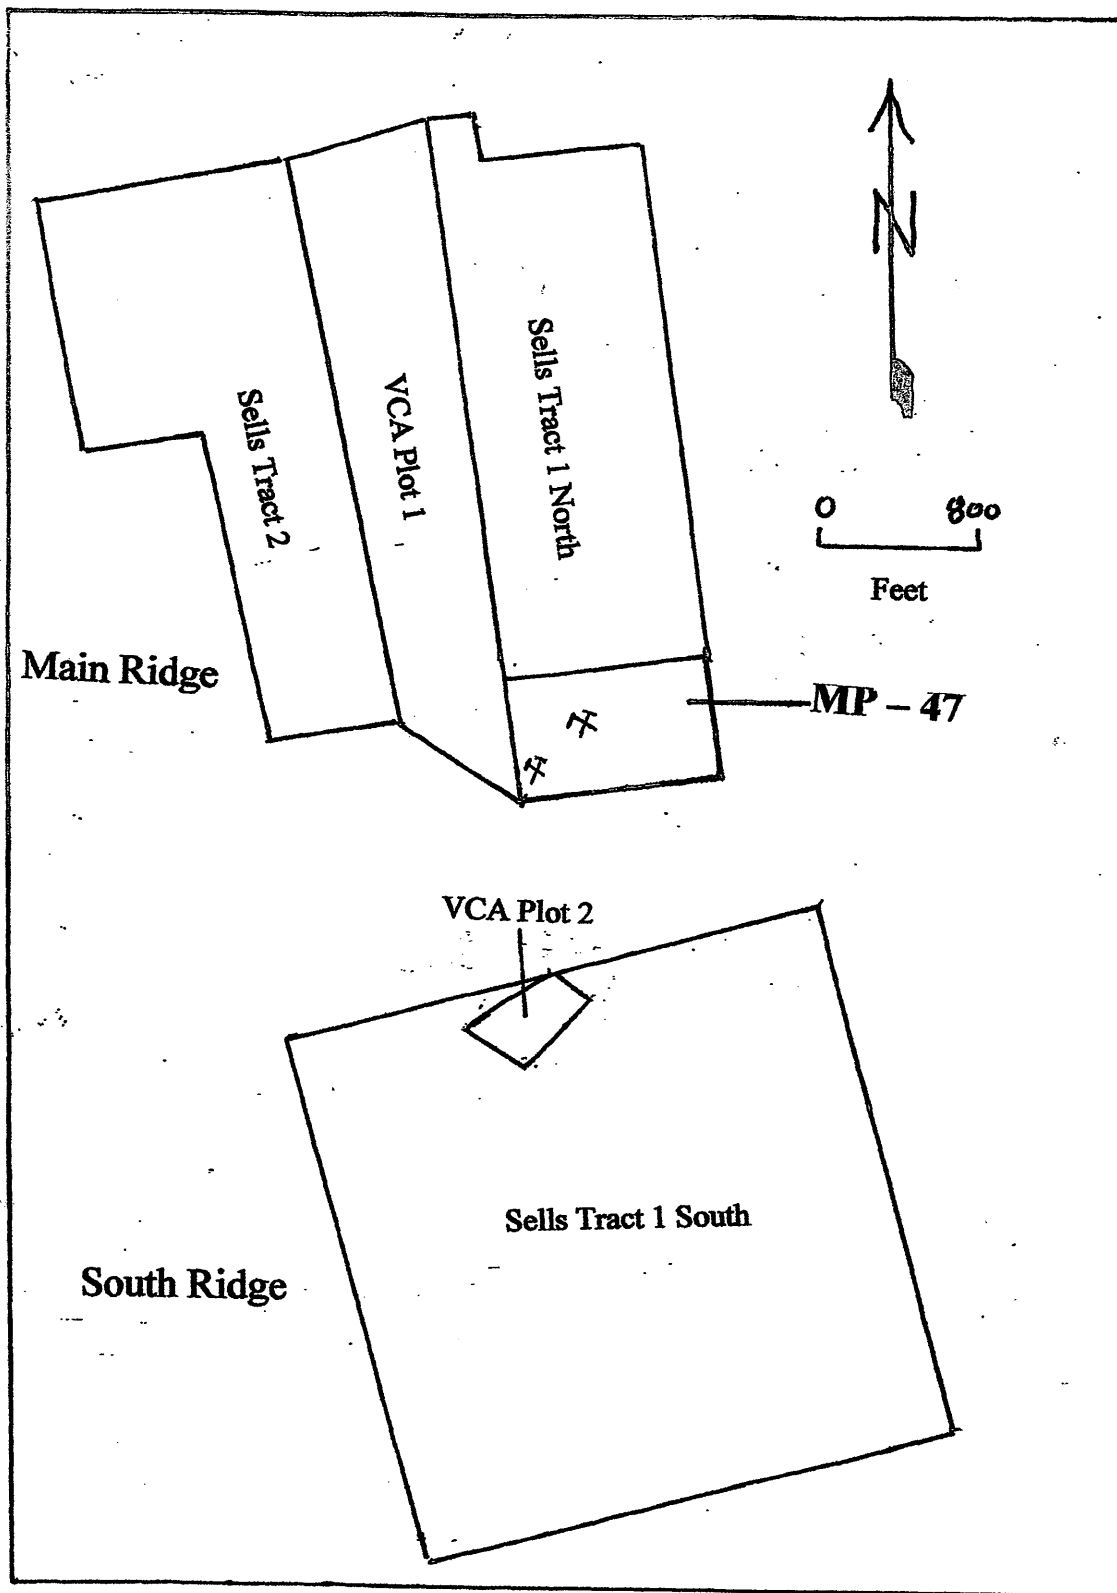 N
Sells Tract 1 North
VCA Plot 1
Sells Tract 2
0 800
Feet
Main Ridge
MP – 47
VCA Plot 2
Sells Tract 1 South
South Ridge